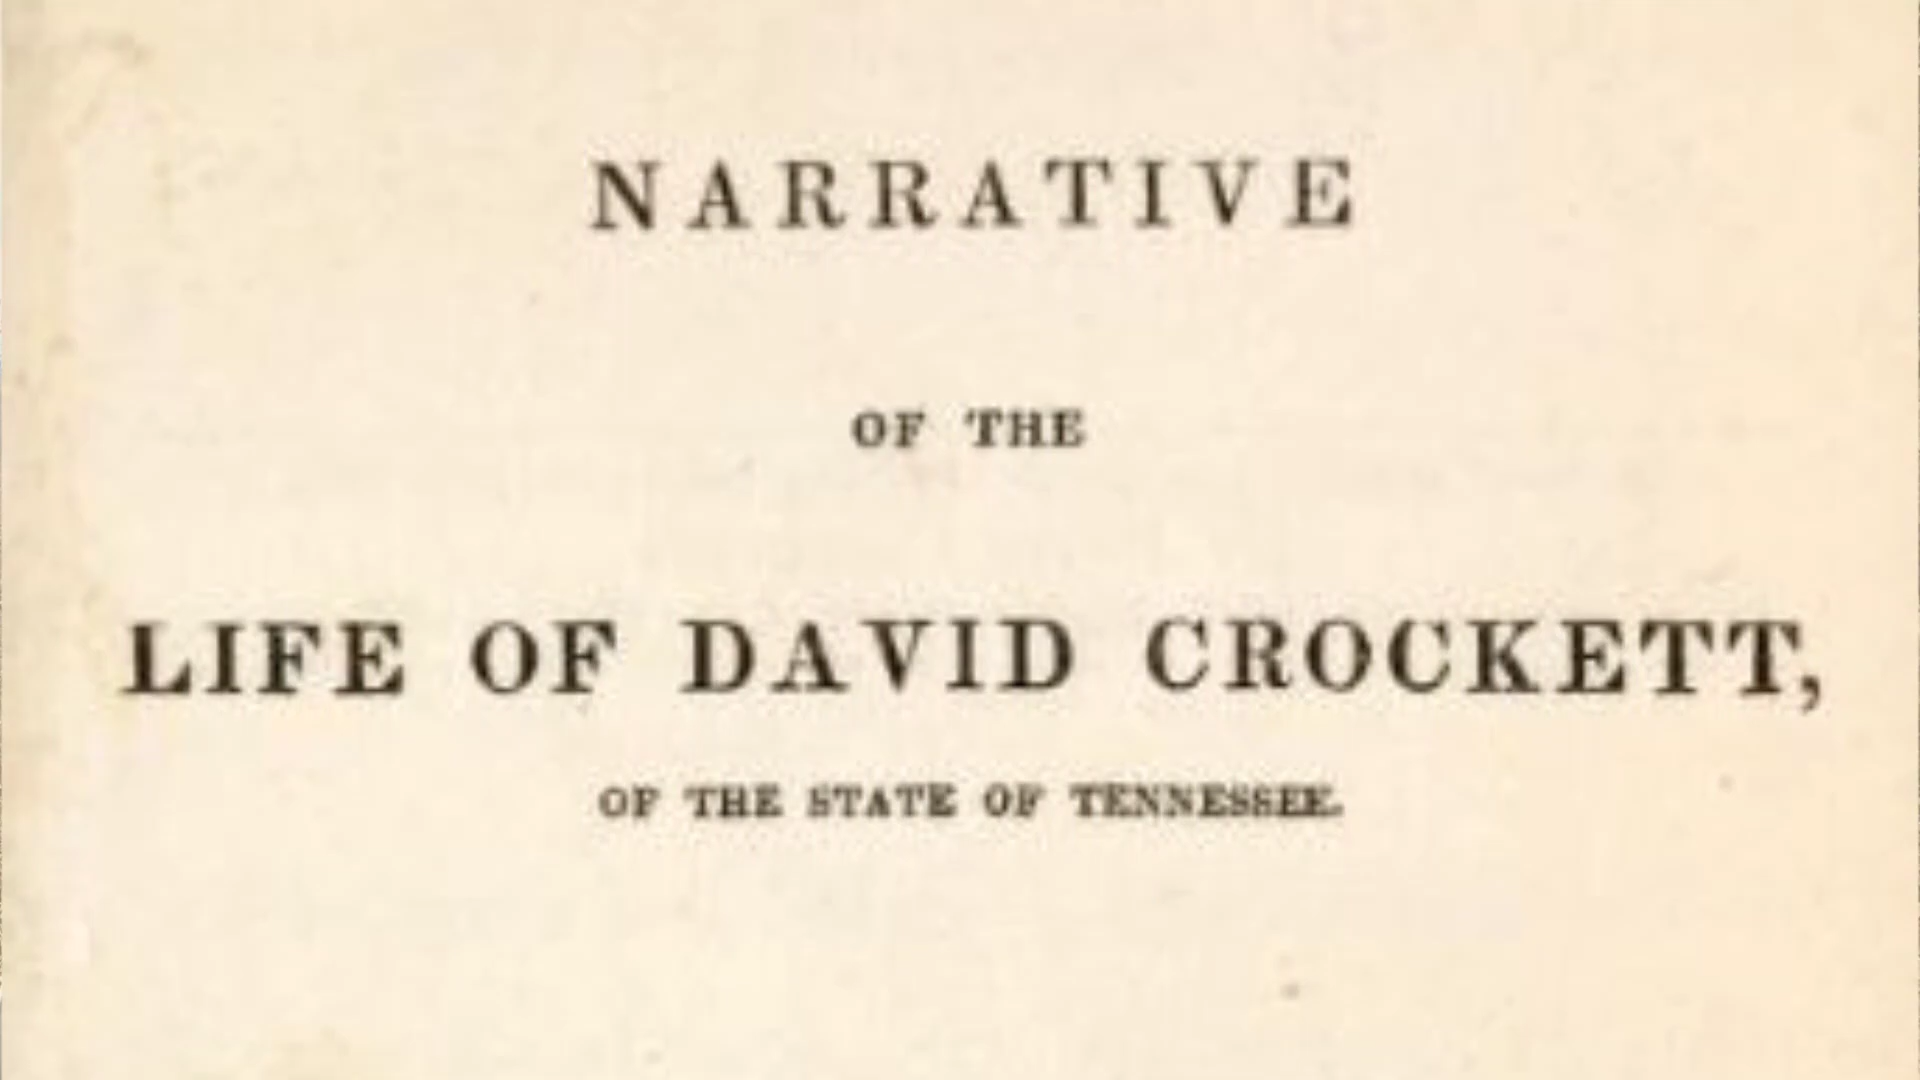 NARRATIVE
OF THE
LIFE OF DAVID CROCKETT,
OF THE STATE OF TENNESSEE.